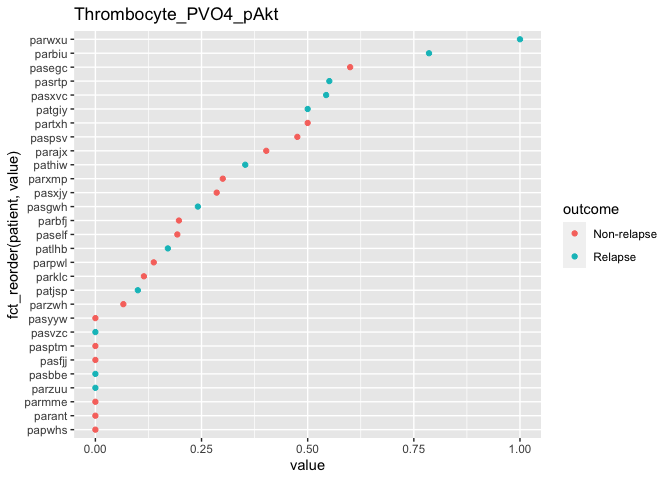 Thrombocyte_PVO4_pAkt
fct_reorder(patient, value)
parwxu
parbiu
pasegc
pasrtp
pasxvc
patgiy
partxh
paspsv
parajx
pathiw
parxmp
pasxjy
pasgwh
parbfj
paself
patlhb
parpwl
parklc
patjsp
parzwh
pasyyw
pasvzc
pasptm
pasfjj
pasbbe
parzuu
parmme
parant
papwhs
0.00 0.25 0.50 0.75 1.00
value
outcome
Non-relapse
Relapse